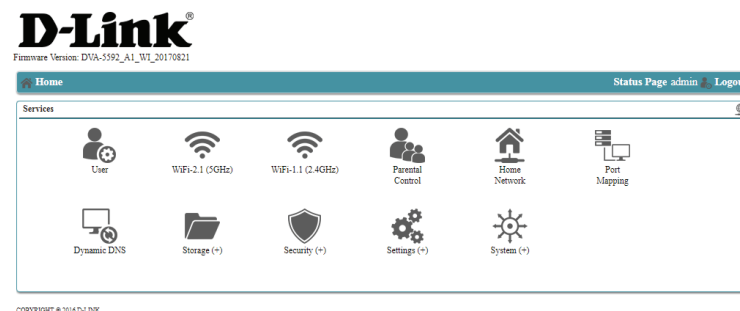 D-Link®
Firmware Version: DVA-5592_A1_WI_20170821
Home
Status Page admin Logou
Services
User
WiFi-2.1 (5GHz)
WiFi-1.1 (2.4GHz)
Parental
Control
Home
Network
Port
Mapping
Dynamic DNS
Storage (+)
Security (+)
Settings (+)
System (+)
COPYRIGHT © 2016 D-LINK